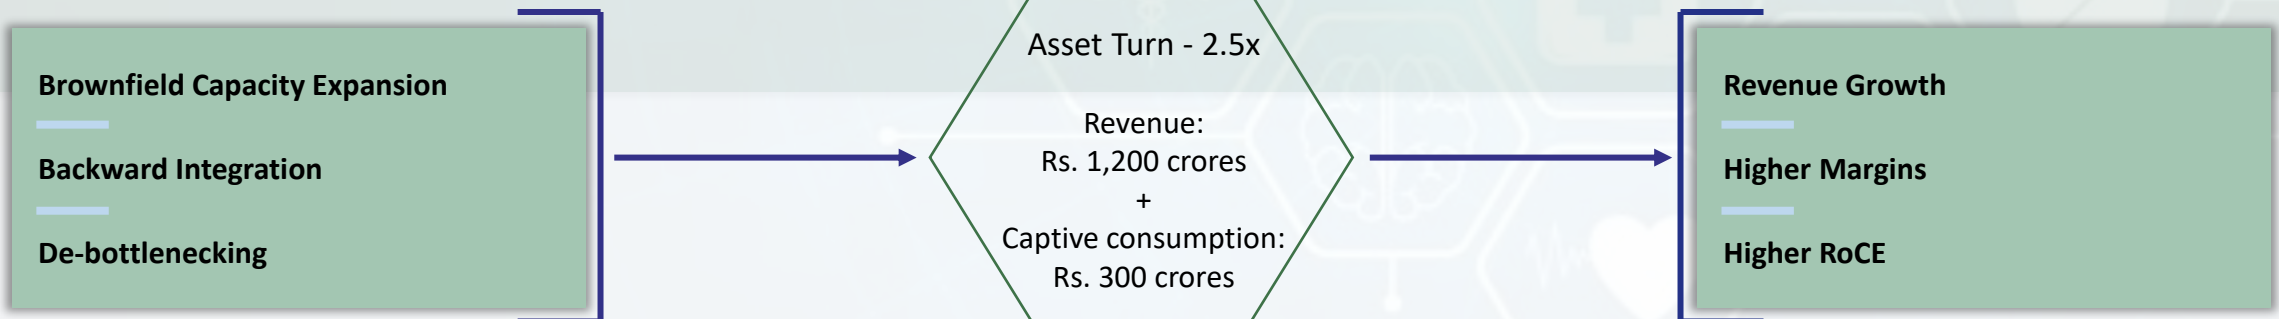 Brownfield Capacity Expansion
Backward Integration
De-bottlenecking
Asset Turn - 2.5x
Revenue:
Rs. 1,200 crores
+
Captive consumption:
Rs. 300 crores
Revenue Growth
Higher Margins
Higher RoCE